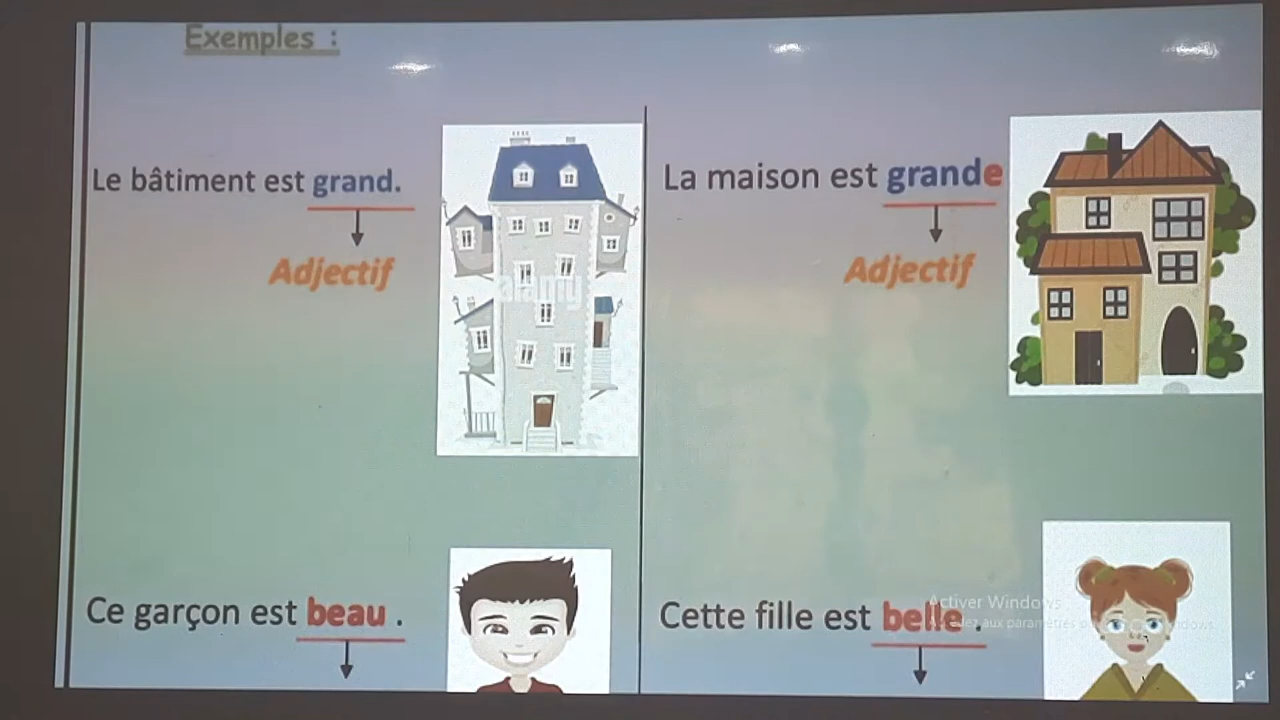 Exemples :
Le bâtiment est grand.
Adjectif
alamy
La maison est grande
Adjectif
Ce garçon est beau .
Cette fille est belle .
Activer Windows